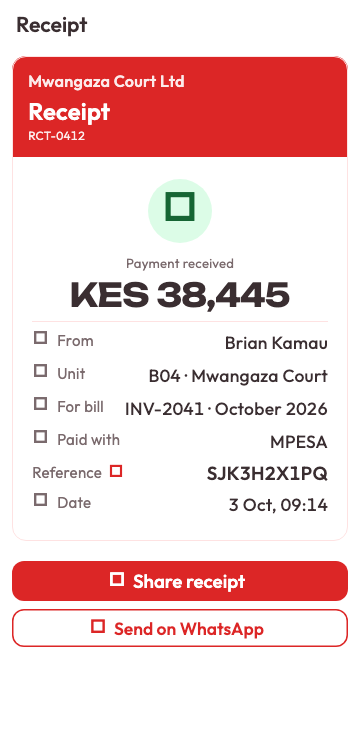 Receipt
Mwangaza Court Ltd
Receipt
RCT-0412
Payment received
KES 38,445
From Brian Kamau
Unit B04 · Mwangaza Court
For bill INV-2041 · October 2026
Paid with MPESA
Reference SJK3H2X1PQ
Date 3 Oct, 09:14
Share receipt
Send on WhatsApp